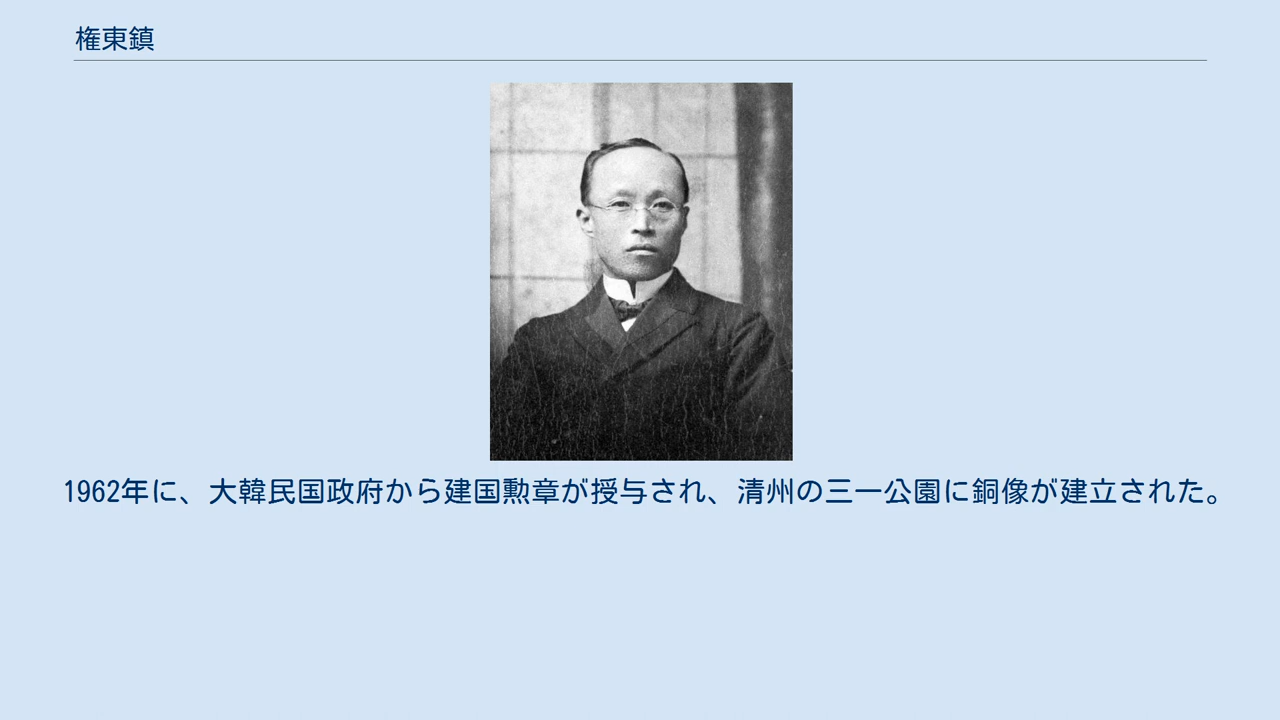 権東鎮
1962年に、大韓民国政府から建国勲章が授与され、清州の三一公園に銅像が建立された。